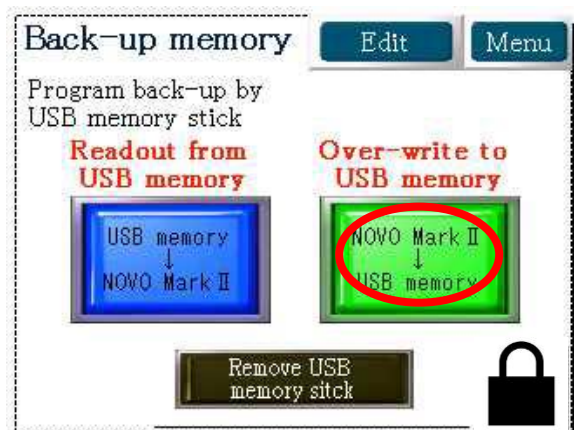 Back-up memory
Edit
Menu
Program back-up by
USB memory stick
Readout from
USB memory
Over-write to
USB memory
USB memory
↓
NOVO Mark Ⅱ
NOVO Mark Ⅱ
↓
USB memory
Remove USB
memory sitck